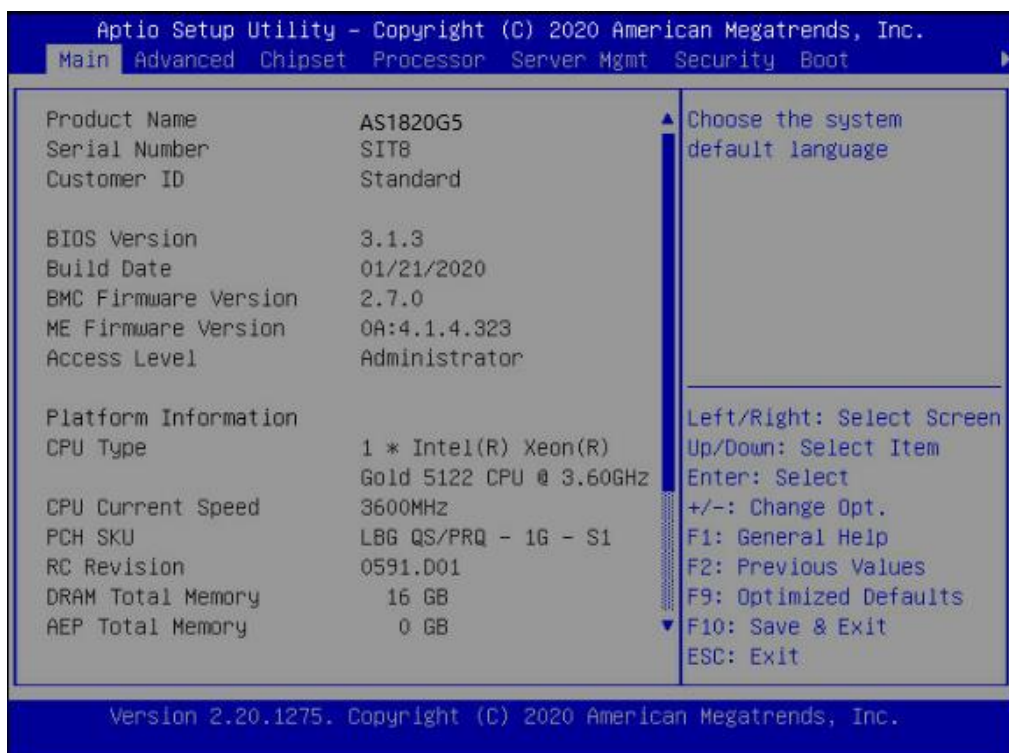 Aptio Setup Utility – Copyright (C) 2020 American Megatrends, Inc.
Main Advanced Chipset Processor Server Mgmt Security Boot
Product Name AS1820G5
Serial Number SIT8
Customer ID Standard
BIOS Version 3.1.3
Build Date 01/21/2020
BMC Firmware Version 2.7.0
ME Firmware Version 0A:4.1.4.323
Access Level Administrator
Platform Information
CPU Type 1 * Intel(R) Xeon(R)
Gold 5122 CPU @ 3.60GHz
CPU Current Speed 3600MHz
PCH SKU LBG QS/PRQ – 1G – S1
RC Revision 0591.D01
DRAM Total Memory 16 GB
AEP Total Memory 0 GB
Choose the system
default language
Left/Right: Select Screen
Up/Down: Select Item
Enter: Select
+/-: Change Opt.
F1: General Help
F2: Previous Values
F9: Optimized Defaults
F10: Save & Exit
ESC: Exit
Version 2.20.1275. Copyright (C) 2020 American Megatrends, Inc.